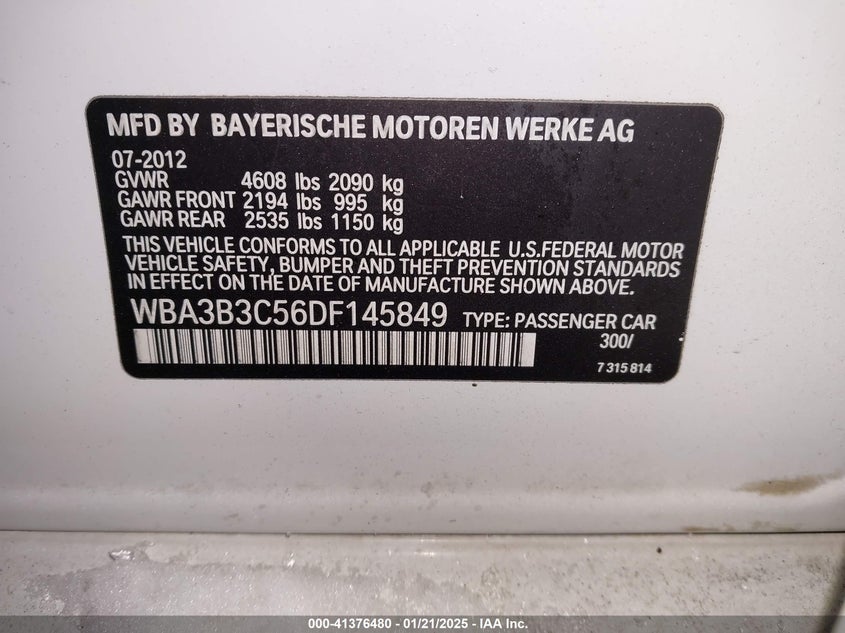 MFD BY BAYERISCHE MOTOREN WERKE AG
07-2012
GVWR 4608 lbs 2090 kg
GAWR FRONT 2194 lbs 995 kg
GAWR REAR 2535 lbs 1150 kg
THIS VEHICLE CONFORMS TO ALL APPLICABLE U.S.FEDERAL MOTOR
VEHICLE SAFETY, BUMPER AND THEFT PREVENTION STANDARDS
IN EFFECT ON THE DATE OF MANUFACTURE SHOWN ABOVE.
WBA3B3C56DF145849 TYPE: PASSENGER CAR
300/
7 315 814
000-41376480 - 01/21/2025 - IAA Inc.